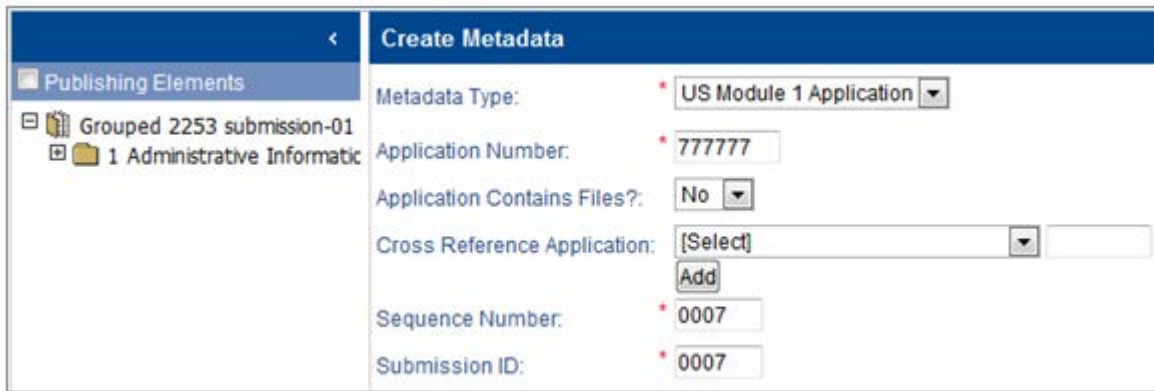 <
Create Metadata
Publishing Elements
Grouped 2253 submission-01
1 Administrative Informatic
Metadata Type: * US Module 1 Application
Application Number: * 777777
Application Contains Files?: No
Cross Reference Application: [Select]
Add
Sequence Number: * 0007
Submission ID: * 0007